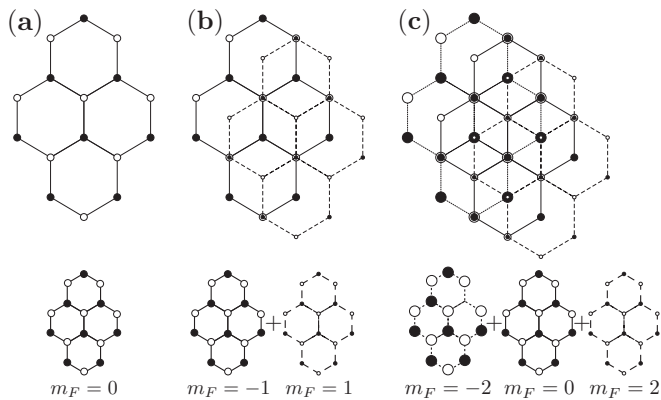 (a) (b) (c)
+ + +
m_F = 0 m_F = −1 m_F = 1 m_F = −2 m_F = 0 m_F = 2